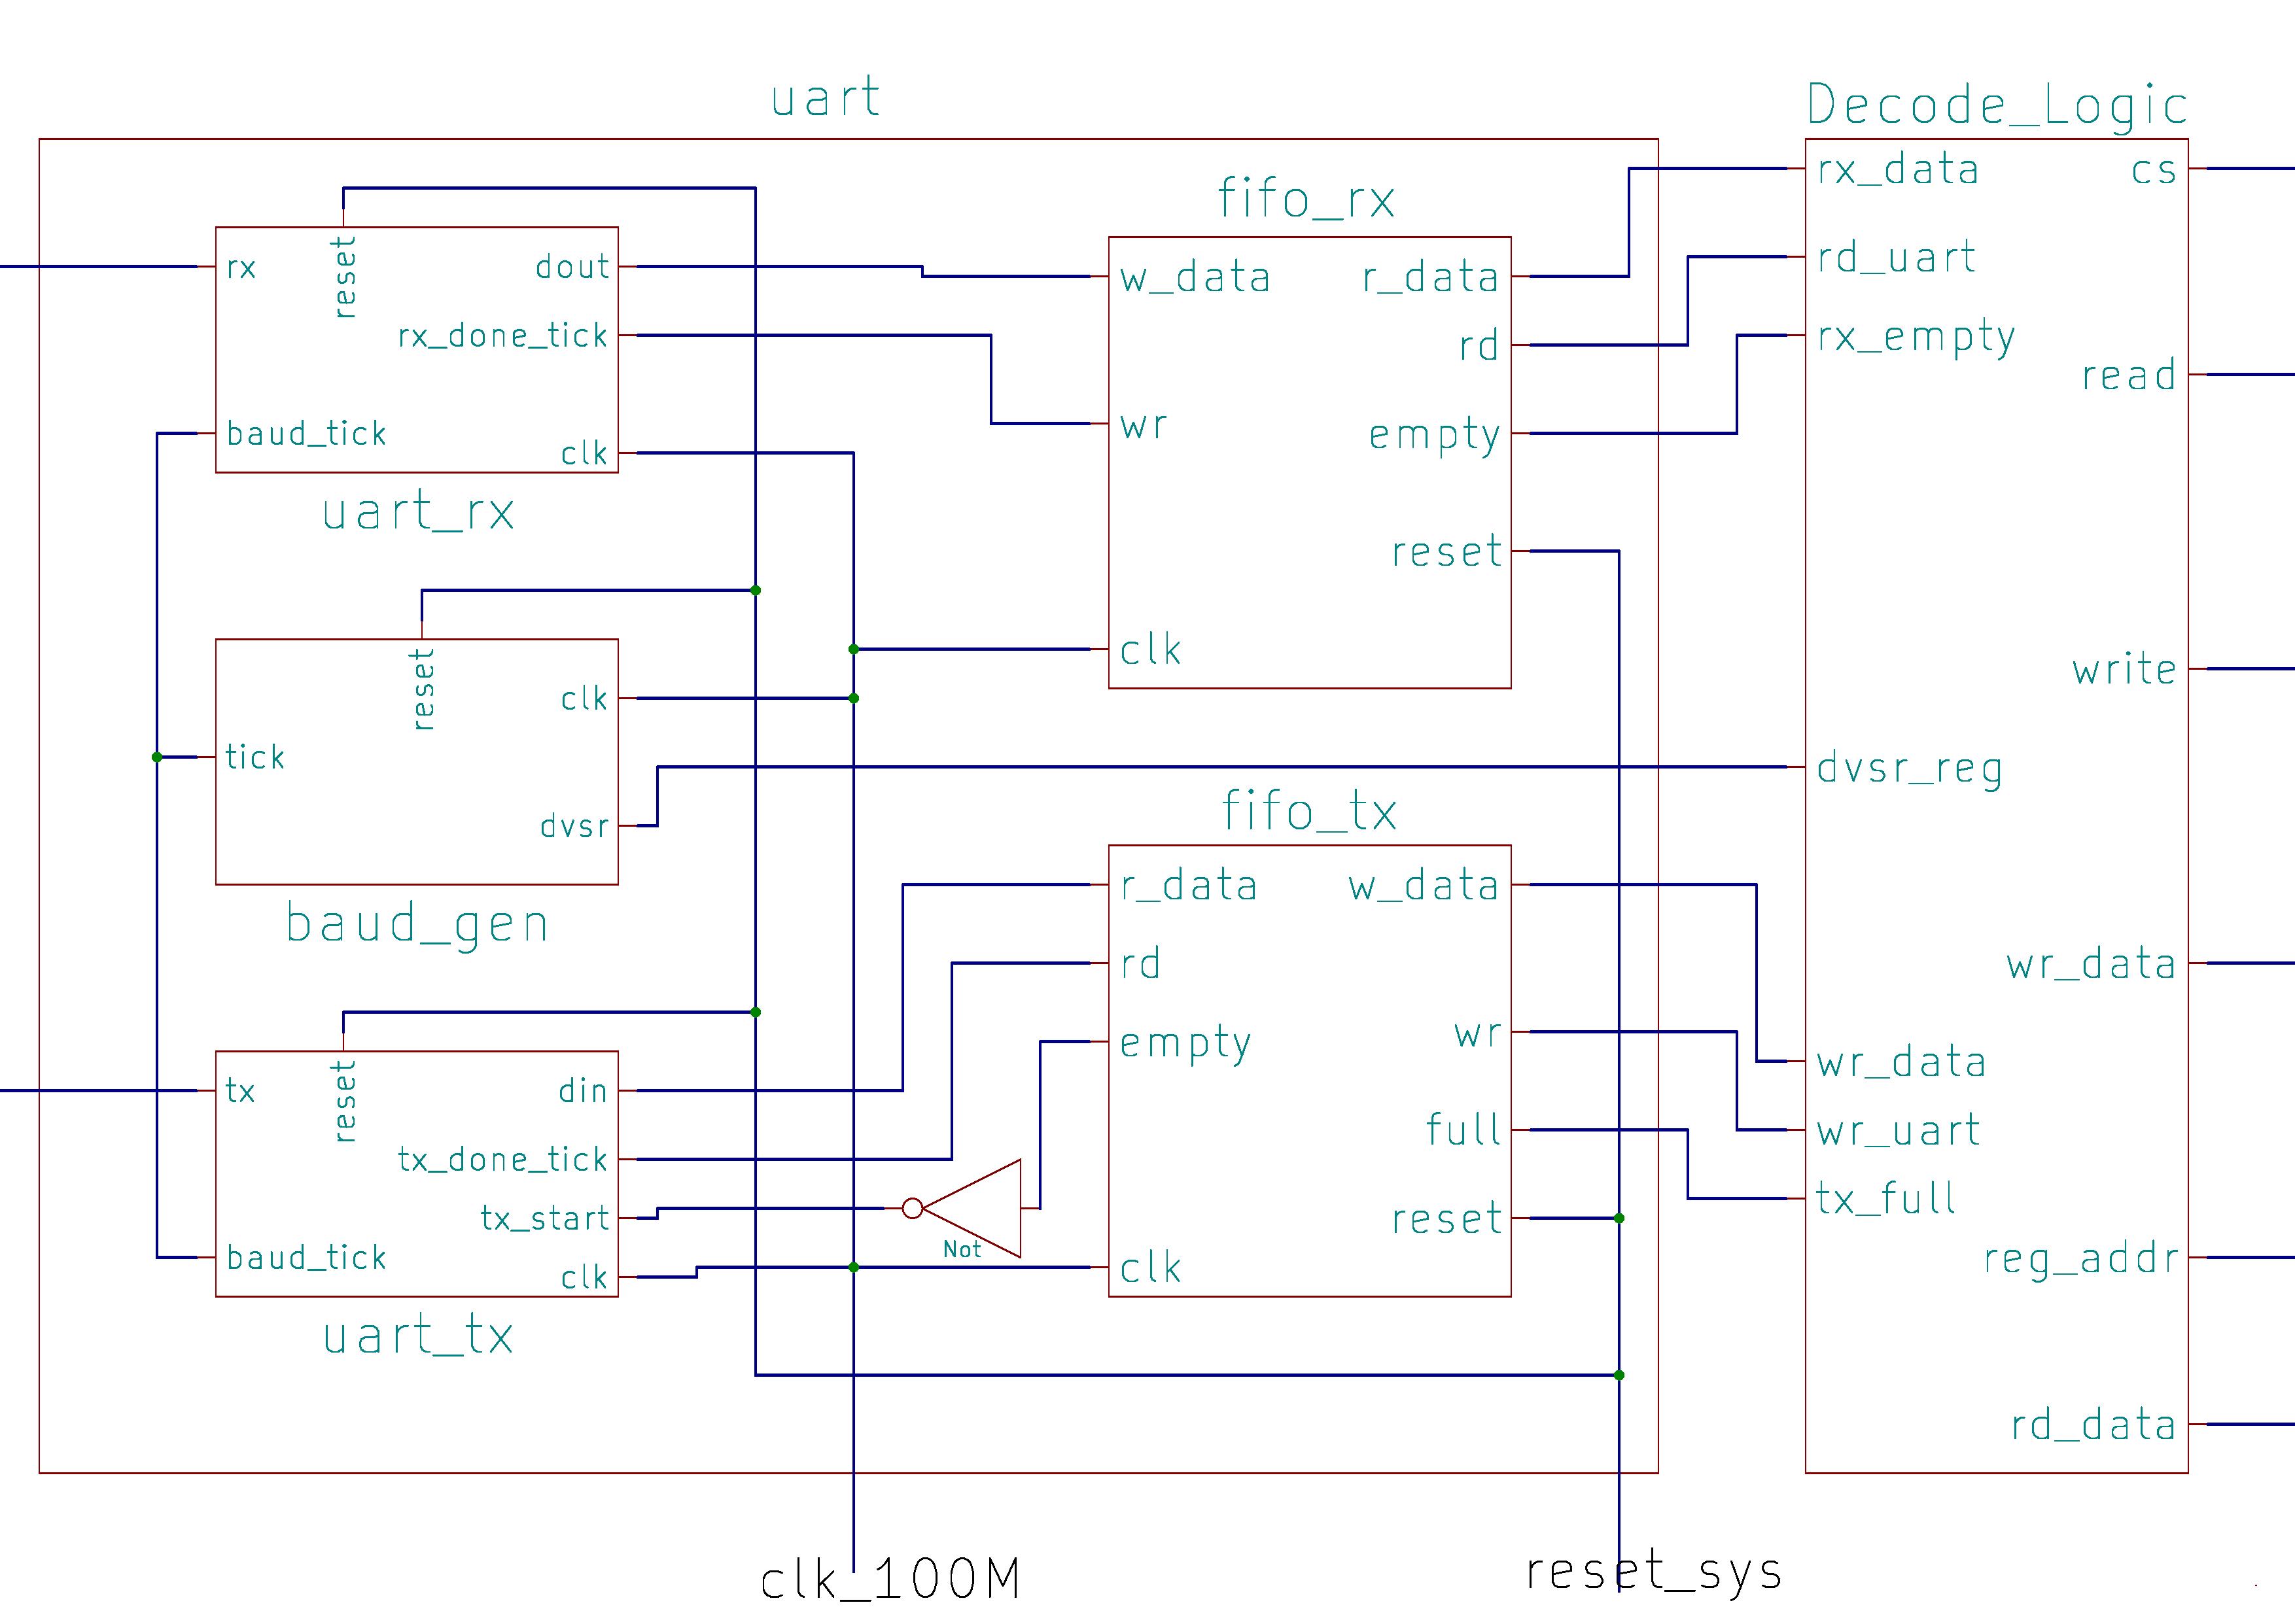 uart
Decode_Logic
rx_data
cs
rd_uart
rx_empty
read
write
dvsr_reg
wr_data
wr_data
wr_uart
tx_full
reg_addr
rd_data
fifo_rx
w_data
r_data
rd
wr
empty
reset
clk
reset
rx
dout
rx_done_tick
baud_tick
clk
uart_rx
reset
clk
tick
dvsr
baud_gen
fifo_tx
r_data
w_data
rd
empty
wr
full
reset
clk
reset
tx
din
tx_done_tick
tx_start
baud_tick
clk
uart_tx
Not
clk_100M
reset_sys